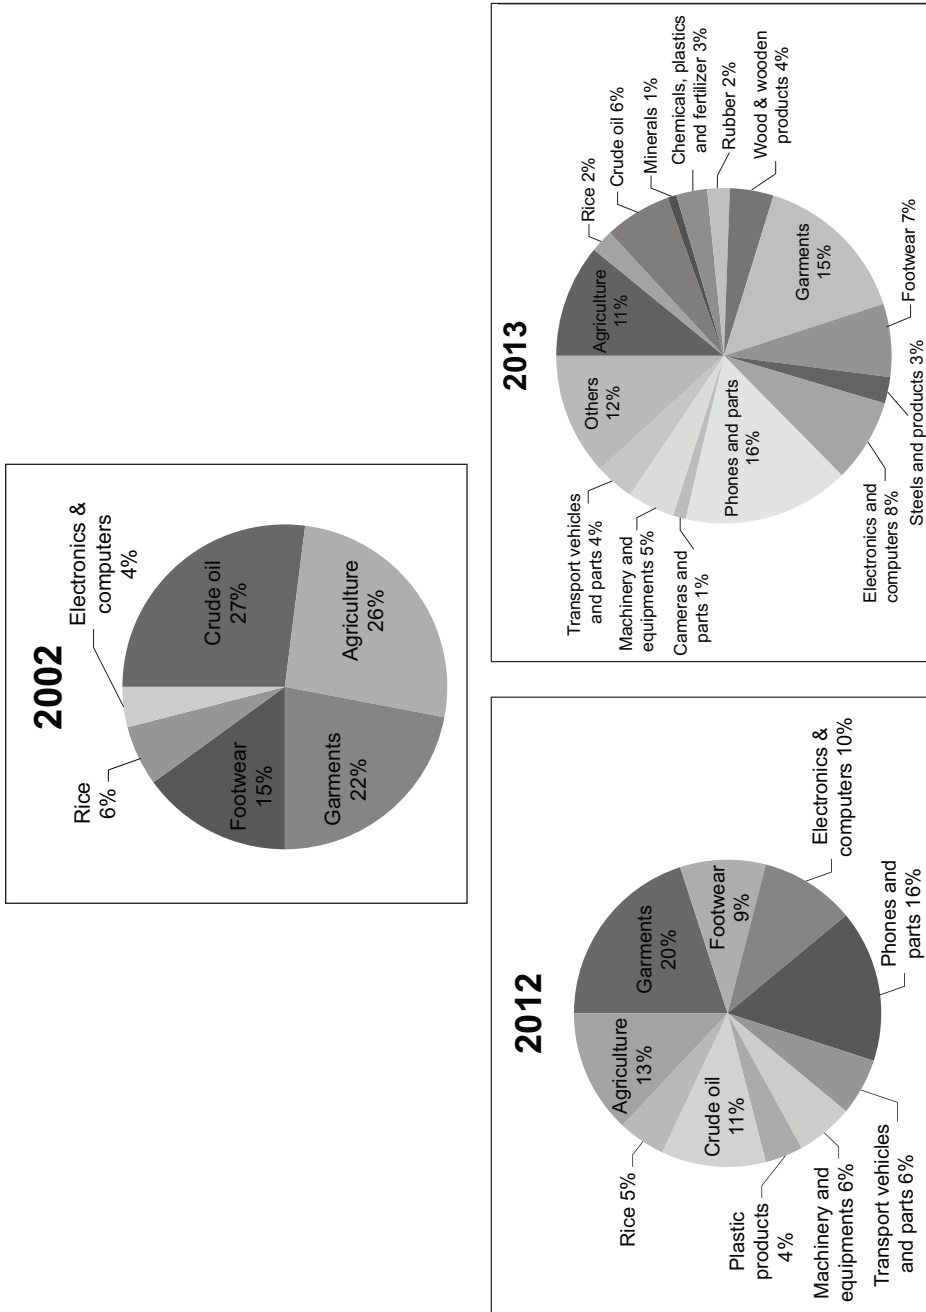 2002
Electronics &
computers
4%
Crude oil
27%
Agriculture
26%
Garments
22%
Footwear
15%
Rice
6%
2012
Garments
20%
Footwear
9%
Electronics &
computers 10%
Phones and
parts 16%
Transport vehicles
and parts 6%
Machinery and
equipments 6%
Plastic
products
4%
Crude oil
11%
Rice 5%
Agriculture
13%
2013
Agriculture
11%
Rice 2%
Crude oil 6%
Minerals 1%
Chemicals, plastics
and fertilizer 3%
Rubber 2%
Wood & wooden
products 4%
Garments
15%
Footwear 7%
Steels and products 3%
Electronics and
computers 8%
Phones and parts
16%
Cameras and
parts 1%
Machinery and
equipments 5%
Transport vehicles
and parts 4%
Others
12%